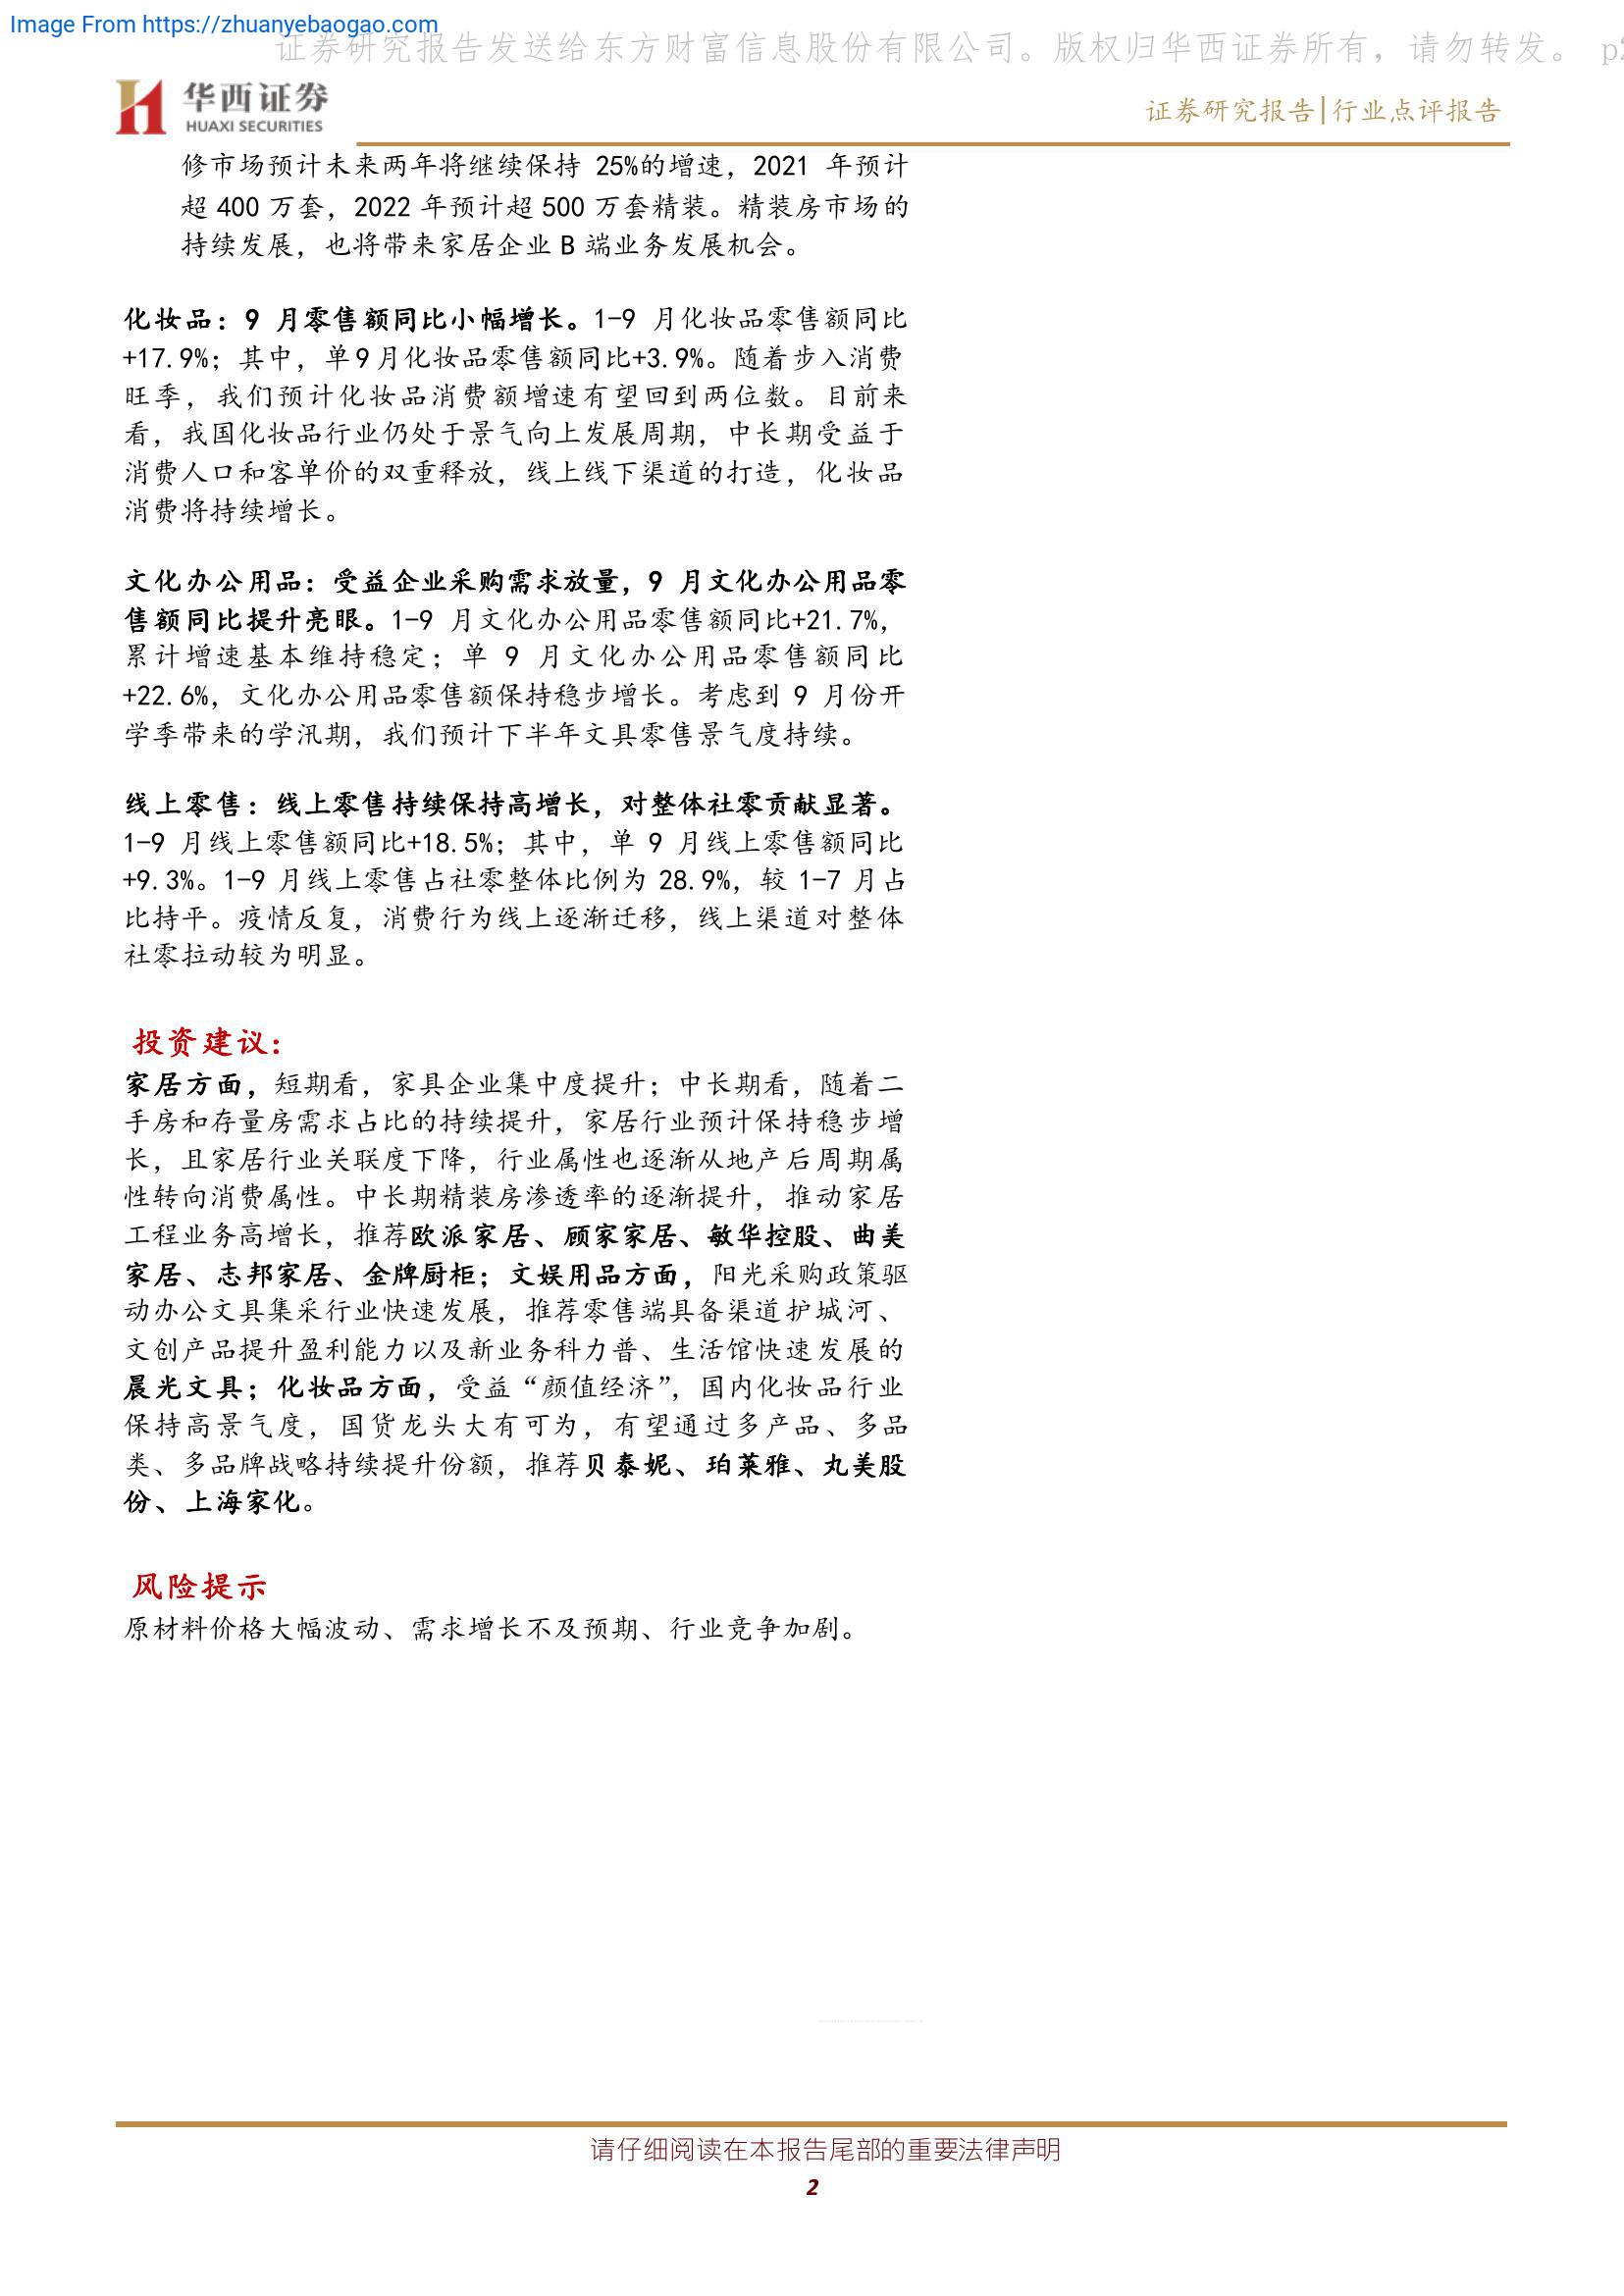 Image From https://zhuanyebaogao.com
证券研究报告发送给东方财富信息股份有限公司。版权归华西证券所有，请勿转发。 p2
华西证券
HUAXI SECURITIES
证券研究报告|行业点评报告
修市场预计未来两年将继续保持 25%的增速，2021 年预计
超 400 万套，2022 年预计超 500 万套精装。精装房市场的
持续发展，也将带来家居企业 B 端业务发展机会。
化妆品：9 月零售额同比小幅增长。1-9 月化妆品零售额同比
+17.9%；其中，单9月化妆品零售额同比+3.9%。随着步入消费
旺季，我们预计化妆品消费额增速有望回到两位数。目前来
看，我国化妆品行业仍处于景气向上发展周期，中长期受益于
消费人口和客单价的双重释放，线上线下渠道的打造，化妆品
消费将持续增长。
文化办公用品：受益企业采购需求放量，9 月文化办公用品零
售额同比提升亮眼。1-9 月文化办公用品零售额同比+21.7%，
累计增速基本维持稳定；单 9 月文化办公用品零售额同比
+22.6%，文化办公用品零售额保持稳步增长。考虑到 9 月份开
学季带来的学汛期，我们预计下半年文具零售景气度持续。
线上零售：线上零售持续保持高增长，对整体社零贡献显著。
1-9 月线上零售额同比+18.5%；其中，单 9 月线上零售额同比
+9.3%。1-9 月线上零售占社零整体比例为 28.9%，较 1-7 月占
比持平。疫情反复，消费行为线上逐渐迁移，线上渠道对整体
社零拉动较为明显。
投资建议：
家居方面，短期看，家具企业集中度提升；中长期看，随着二
手房和存量房需求占比的持续提升，家居行业预计保持稳步增
长，且家居行业关联度下降，行业属性也逐渐从地产后周期属
性转向消费属性。中长期精装房渗透率的逐渐提升，推动家居
工程业务高增长，推荐欧派家居、顾家家居、敏华控股、曲美
家居、志邦家居、金牌厨柜；文娱用品方面，阳光采购政策驱
动办公文具集采行业快速发展，推荐零售端具备渠道护城河、
文创产品提升盈利能力以及新业务科力普、生活馆快速发展的
晨光文具；化妆品方面，受益“颜值经济”，国内化妆品行业
保持高景气度，国货龙头大有可为，有望通过多产品、多品
类、多品牌战略持续提升份额，推荐贝泰妮、珀莱雅、丸美股
份、上海家化。
风险提示
原材料价格大幅波动、需求增长不及预期、行业竞争加剧。
请仔细阅读在本报告尾部的重要法律声明
2